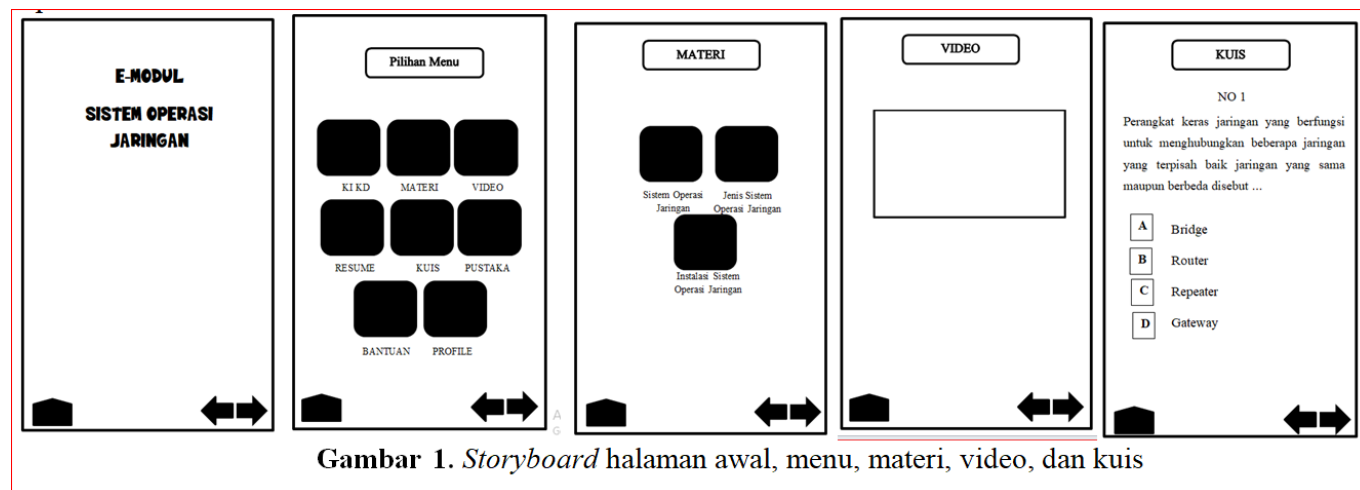 E-MODUL
SISTEM OPERASI
JARINGAN
Pilihan Menu
KI KD MATERI VIDEO
RESUME KUIS PUSTAKA
BANTUAN PROFILE
MATERI
Sistem Operasi
Jaringan
Jenis Sistem
Operasi Jaringan
Instalasi Sistem
Operasi Jaringan
A
G
VIDEO
KUIS
NO 1
Perangkat keras jaringan yang berfungsi
untuk menghubungkan beberapa jaringan
yang terpisah baik jaringan yang sama
maupun berbeda disebut ...
A Bridge
B Router
C Repeater
D Gateway
Gambar 1. Storyboard halaman awal, menu, materi, video, dan kuis